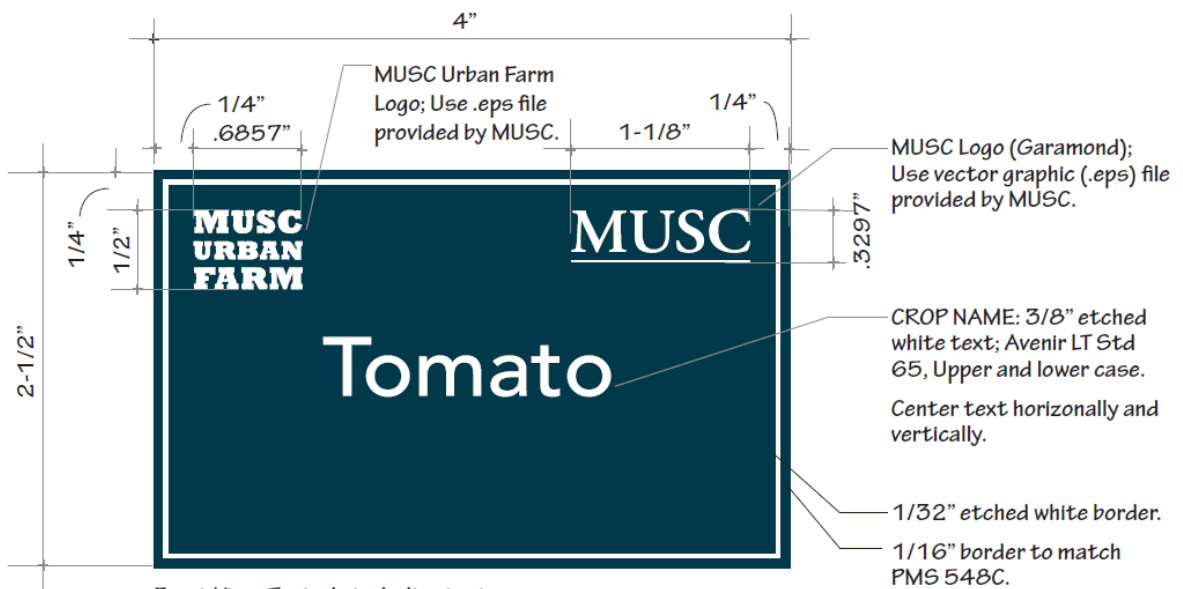 4”
MUSC Urban Farm
Logo; Use .eps file
provided by MUSC.
1/4”
.6857”
1-1/8”
1/4”
MUSC Logo (Garamond);
Use vector graphic (.eps) file
provided by MUSC.
1/4”
1/2”
.3297”
2-1/2”
MUSC
URBAN
FARM
MUSC
Tomato
CROP NAME: 3/8” etched
white text; Avenir LT Std
65, Upper and lower case.
Center text horizonally and
vertically.
1/32” etched white border.
1/16” border to match
PMS 548C.